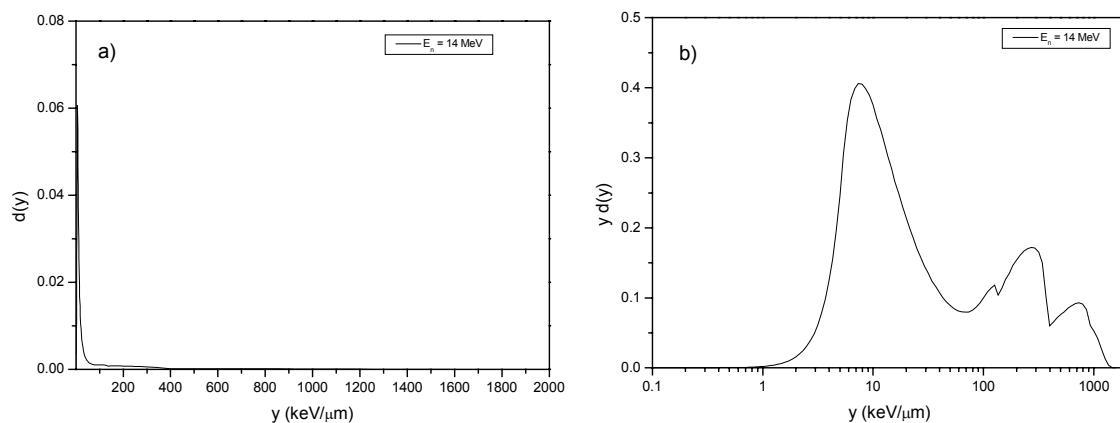 a)
E_n = 14 MeV
0.08
0.06
0.04
0.02
0.00
d(y)
200 400 600 800 1000 1200 1400 1600 1800 2000
y (keV/μm)
b)
E_n = 14 MeV
0.5
0.4
0.3
0.2
0.1
0.0
y d(y)
0.1 1 10 100 1000
y (keV/μm)